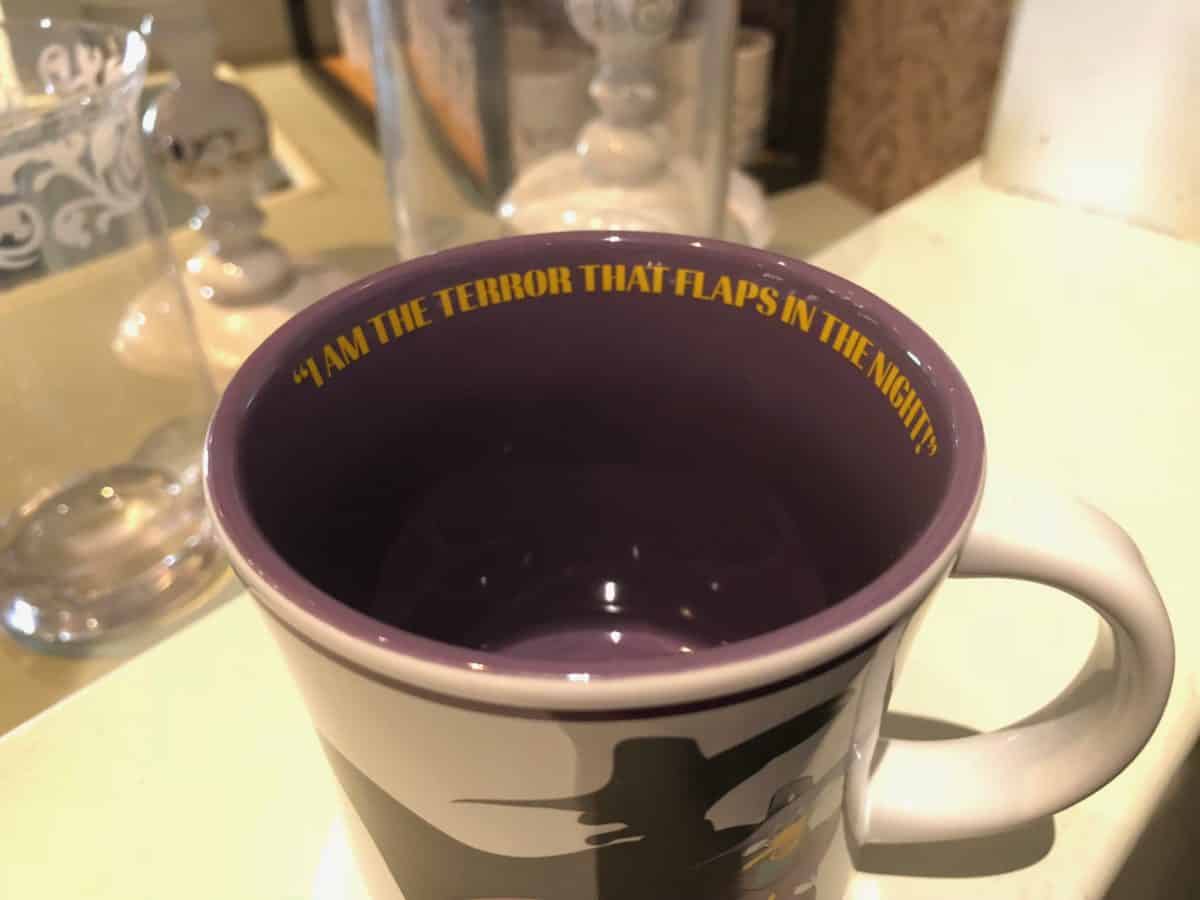 “I AM THE TERROR THAT FLAPS IN THE NIGHT!”